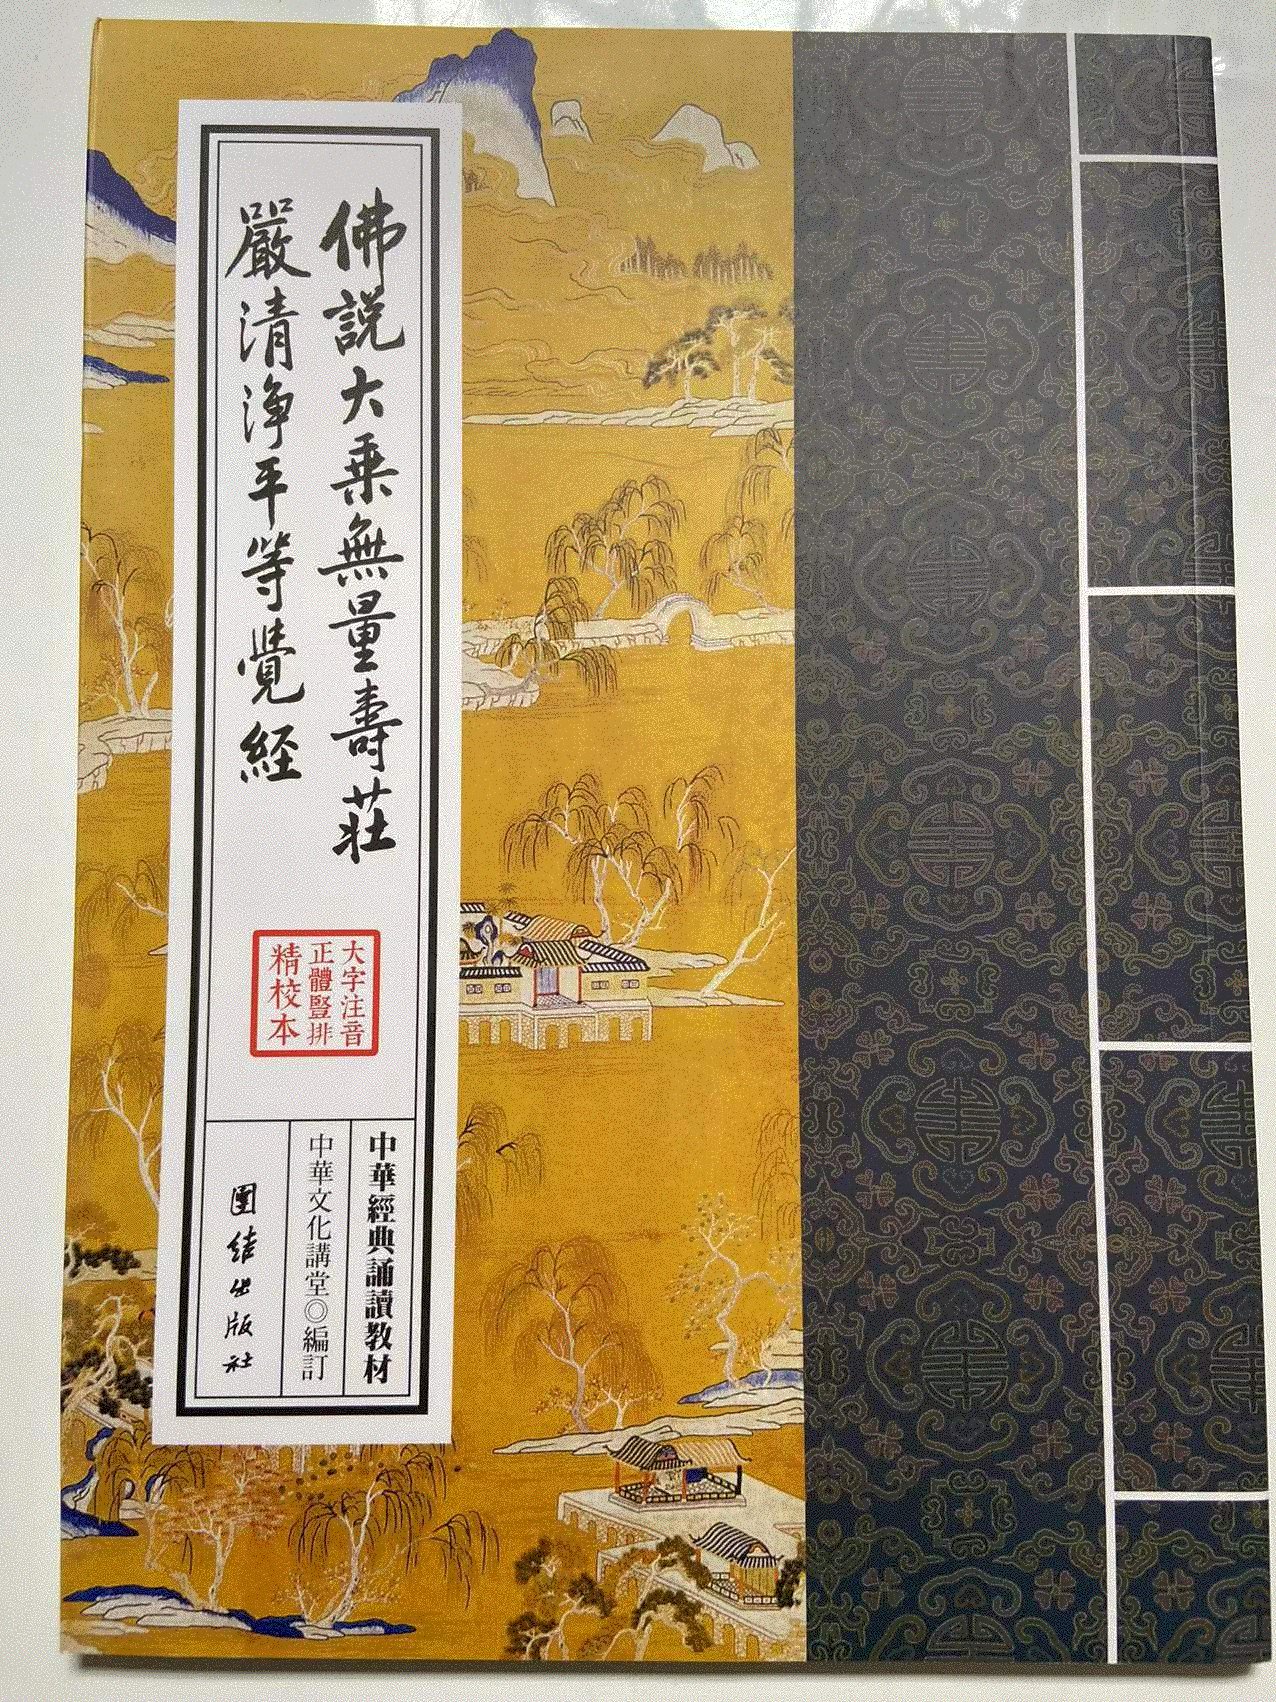 佛説大乘無量壽莊
嚴清淨平等覺經
大字注音
正體豎排
精校本
中華經典誦讀教材
中華文化講堂◎編訂
團结出版社